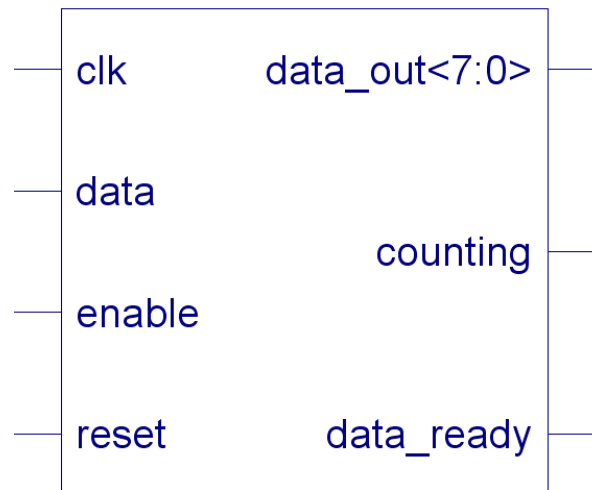 clk data_out<7:0>
data
counting
enable
reset data_ready